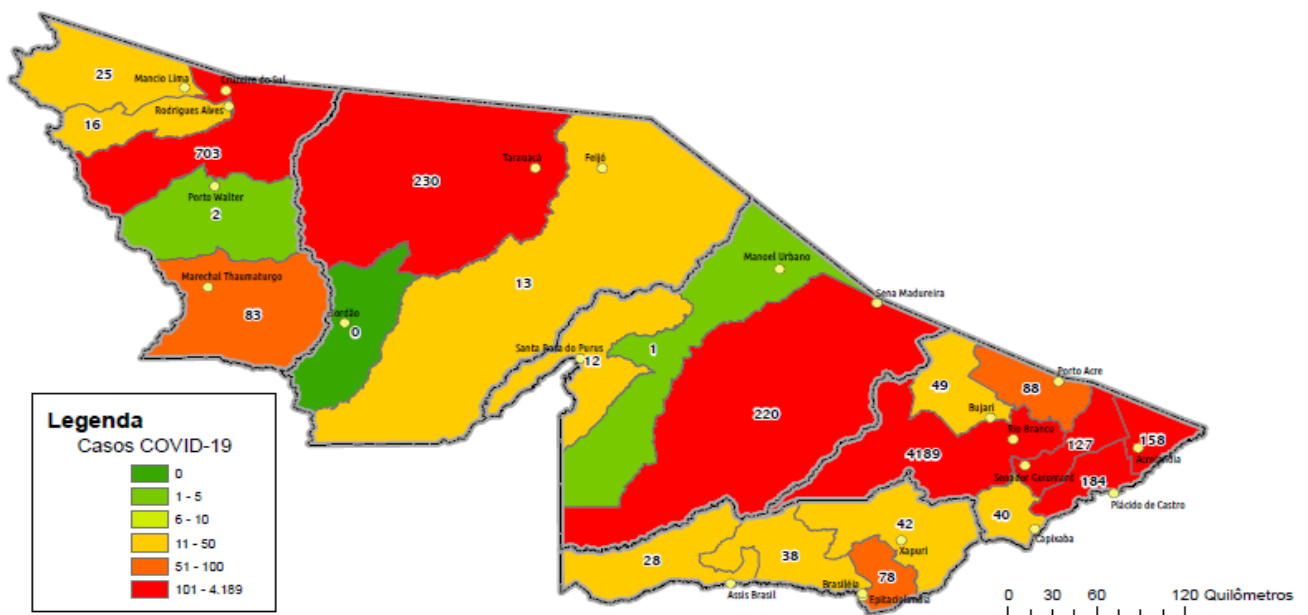 25
Mancio Lima
Cruzeiro do Sul
Rodrigues Alves
16
703
230
Tarauacá
Feijó
Porto Walter
2
Manoel Urbano
Marechal Thaumaturgo
13
83
Sena Madureira
Jordão
0
Santa Rosa do Purus
1
12
49
88
Porto Acre
220
Bujari
Rio Branco
127
158
4189
Acrelândia
Senador Guiomard
184
Plácido de Castro
40
42
Capixaba
Xapuri
28
38
78
Assis Brasil
Brasiléia
Epitaciolândia
Legenda
Casos COVID-19
0
1 - 5
6 - 10
11 - 50
51 - 100
101 - 4.189
0 30 60 120 Quilômetros